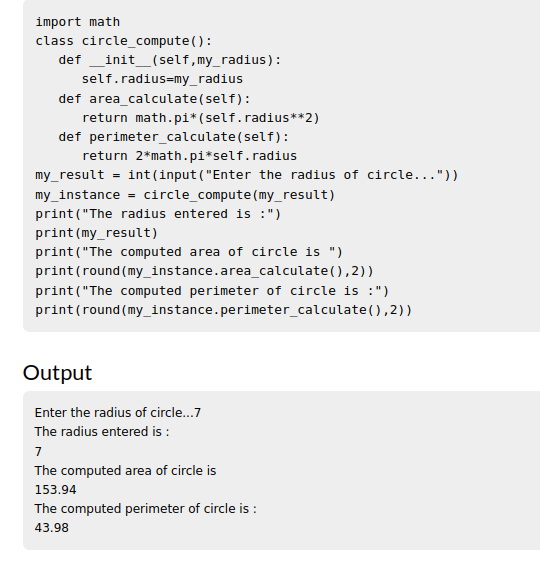 import math
class circle_compute():
   def __init__(self,my_radius):
      self.radius=my_radius
   def area_calculate(self):
      return math.pi*(self.radius**2)
   def perimeter_calculate(self):
      return 2*math.pi*self.radius
my_result = int(input("Enter the radius of circle..."))
my_instance = circle_compute(my_result)
print("The radius entered is :")
print(my_result)
print("The computed area of circle is ")
print(round(my_instance.area_calculate(),2))
print("The computed perimeter of circle is :")
print(round(my_instance.perimeter_calculate(),2))
Output
Enter the radius of circle...7
The radius entered is :
7
The computed area of circle is
153.94
The computed perimeter of circle is :
43.98